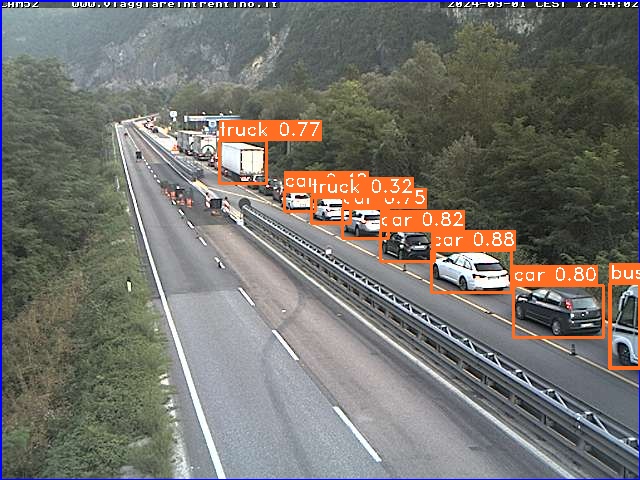 CAM52 www.viaggiareintrentino.it 2024-09-01 CEST 17:44:02
truck 0.77
truck 0.32
car 0.75
car 0.82
car 0.88
car 0.80
bus